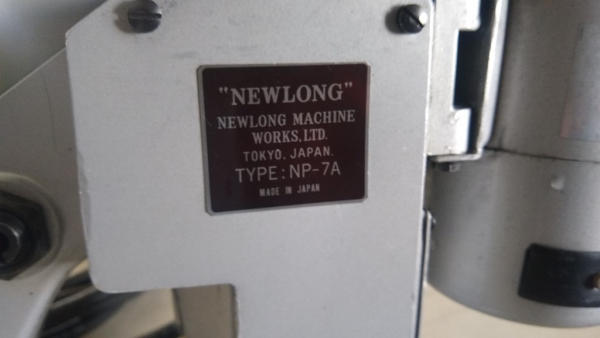 "NEWLONG"
NEWLONG MACHINE
WORKS, LTD.
TOKYO. JAPAN.
TYPE: NP-7A
MADE IN JAPAN